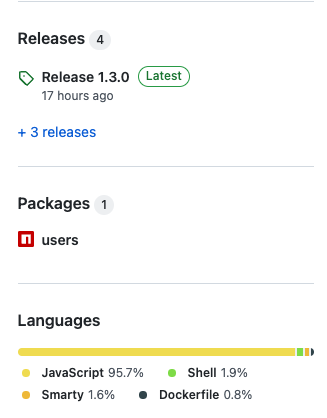 Releases 4
Release 1.3.0 Latest
17 hours ago
+ 3 releases
Packages 1
users
Languages
JavaScript 95.7% Shell 1.9%
Smarty 1.6% Dockerfile 0.8%